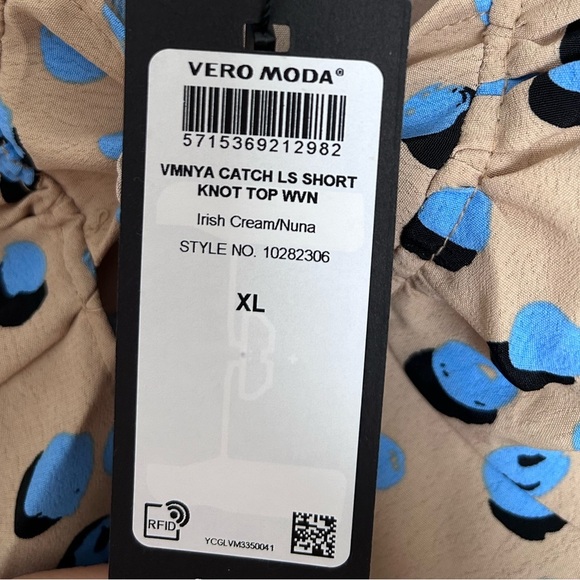 VERO MODA®
5715369212982
VMNYA CATCH LS SHORT
KNOT TOP WVN
Irish Cream/Nuna
STYLE NO. 10282306
XL
RFID
YCGLVM3350041